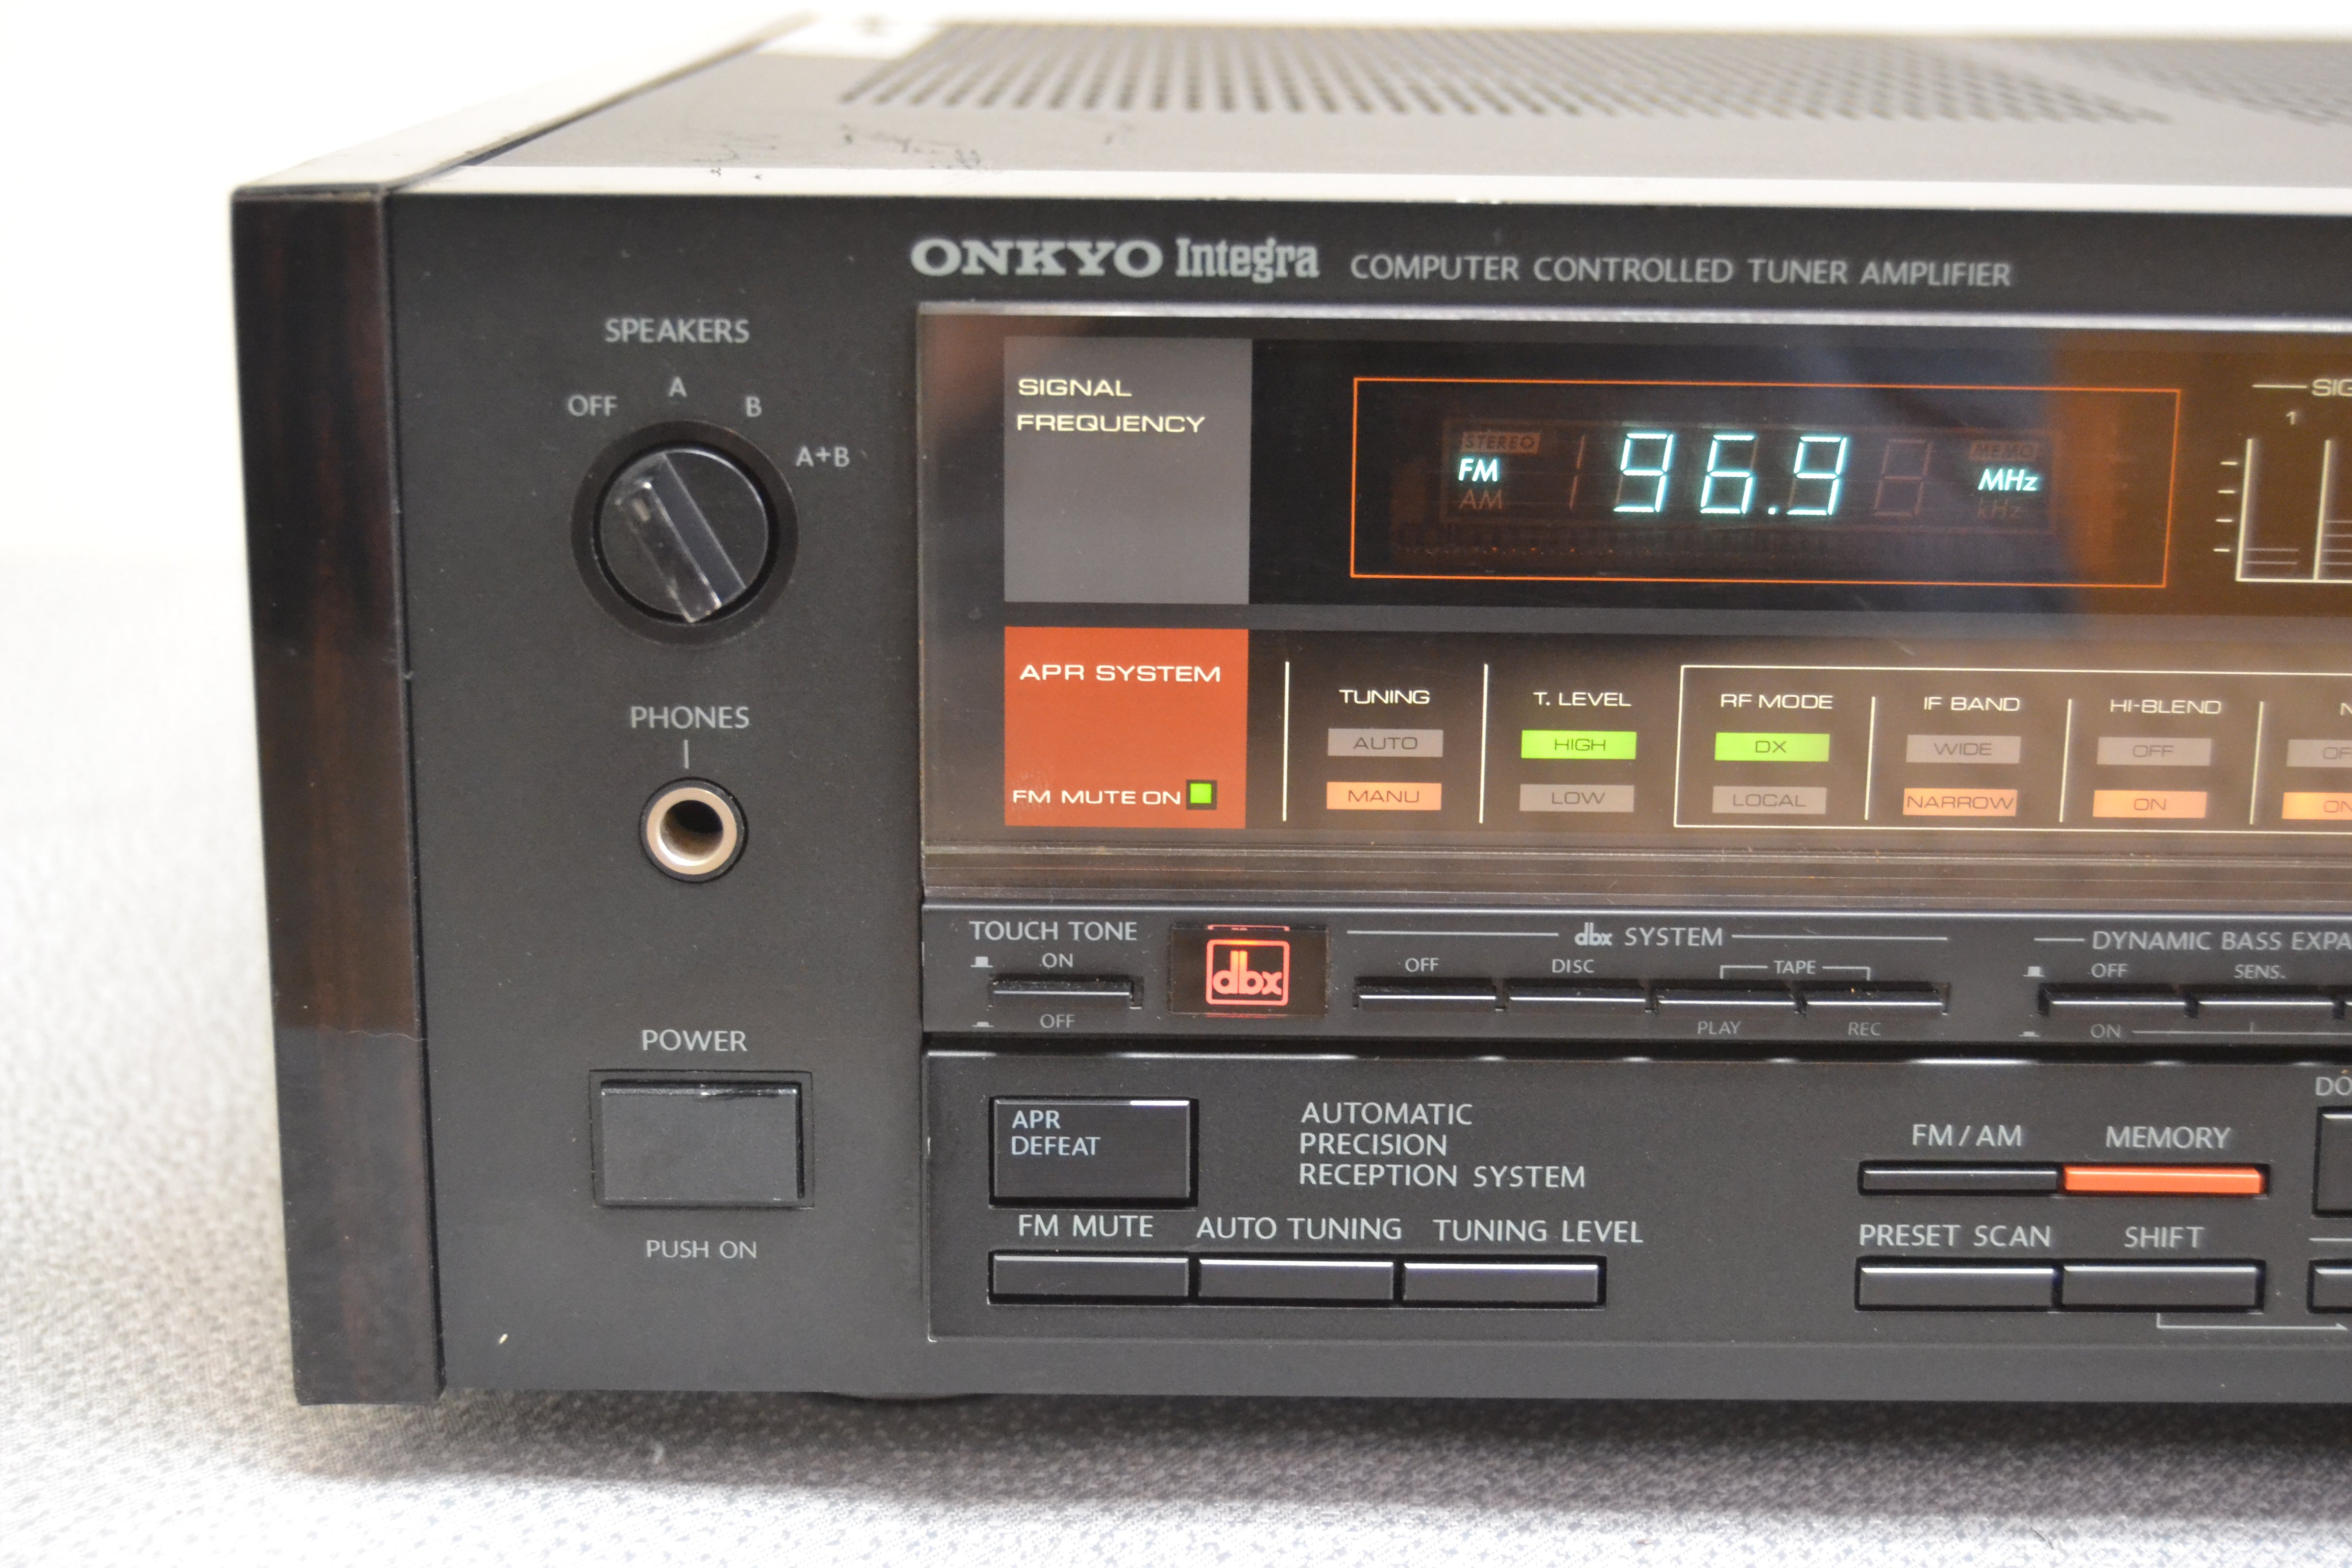 ONKYO Integra COMPUTER CONTROLLED TUNER AMPLIFIER
SPEAKERS
OFF A B A+B
PHONES
POWER
PUSH ON
SIGNAL
FREQUENCY
STEREO
FM
AM
96.9
MEMO
MHz
kHz
1
APR SYSTEM
FM MUTE ON
TUNING
AUTO
MANU
T. LEVEL
HIGH
LOW
RF MODE
DX
LOCAL
IF BAND
WIDE
NARROW
HI-BLEND
OFF
ON
TOUCH TONE
ON
OFF
dbx
dbx SYSTEM
OFF DISC TAPE
PLAY REC
DYNAMIC BASS
OFF SENS.
ON
APR
DEFEAT
AUTOMATIC
PRECISION
RECEPTION SYSTEM
FM MUTE AUTO TUNING TUNING LEVEL
FM / AM MEMORY
PRESET SCAN SHIFT